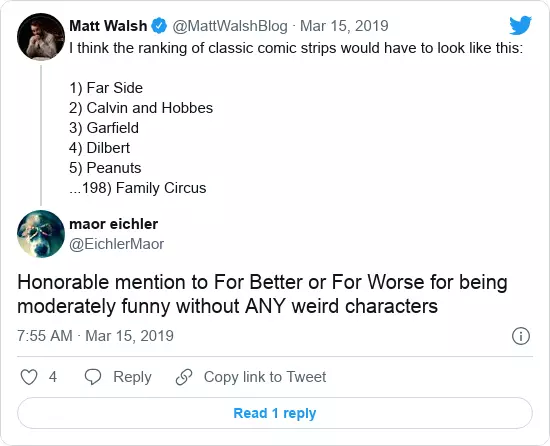 Matt Walsh @MattWalshBlog · Mar 15, 2019
I think the ranking of classic comic strips would have to look like this:
1) Far Side
2) Calvin and Hobbes
3) Garfield
4) Dilbert
5) Peanuts
...198) Family Circus
maor eichler
@EichlerMaor
Honorable mention to For Better or For Worse for being
moderately funny without ANY weird characters
7:55 AM · Mar 15, 2019
4 Reply Copy link to Tweet
Read 1 reply